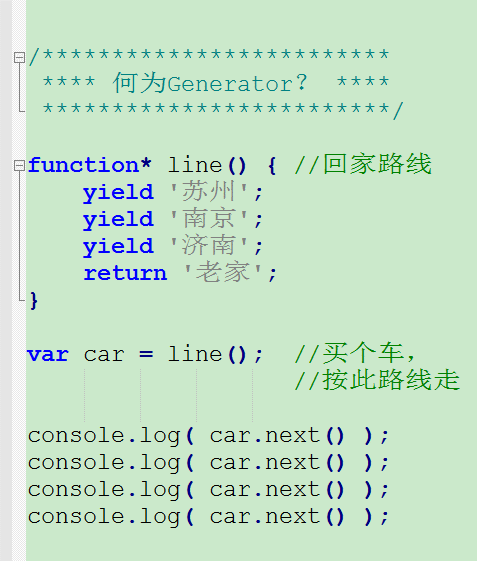 /*************************
**** 何为Generator? ****
*************************/
function* line() { //回家路线
yield '苏州';
yield '南京';
yield '济南';
return '老家';
}
var car = line(); //买个车,
//按此路线走
console.log( car.next() );
console.log( car.next() );
console.log( car.next() );
console.log( car.next() );